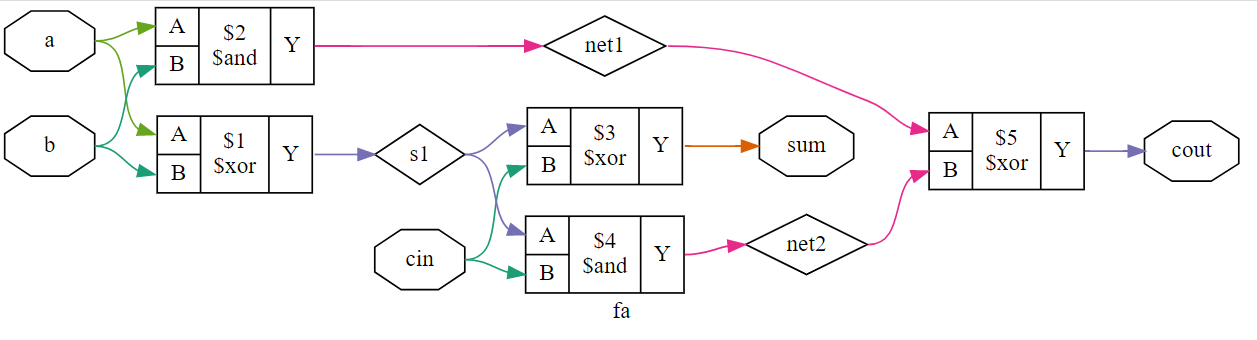 a
A
B
$2
$and
Y
net1
b
A
B
$1
$xor
Y
s1
cin
A
B
$3
$xor
Y
sum
A
B
$4
$and
Y
net2
A
B
$5
$xor
Y
cout
fa